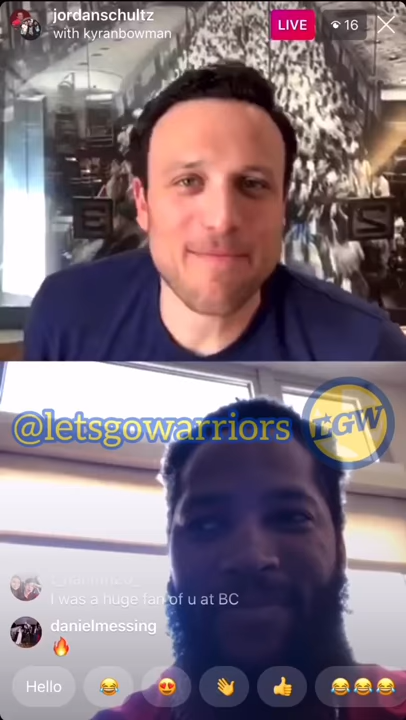 jordanschultz
with kyranbowman
LIVE
16
E
S
@letsgowarriors
LGW
I was a huge fan of u at BC
danielmessing
🔥
Hello
😂
😍
👋
👍
😂😂😂